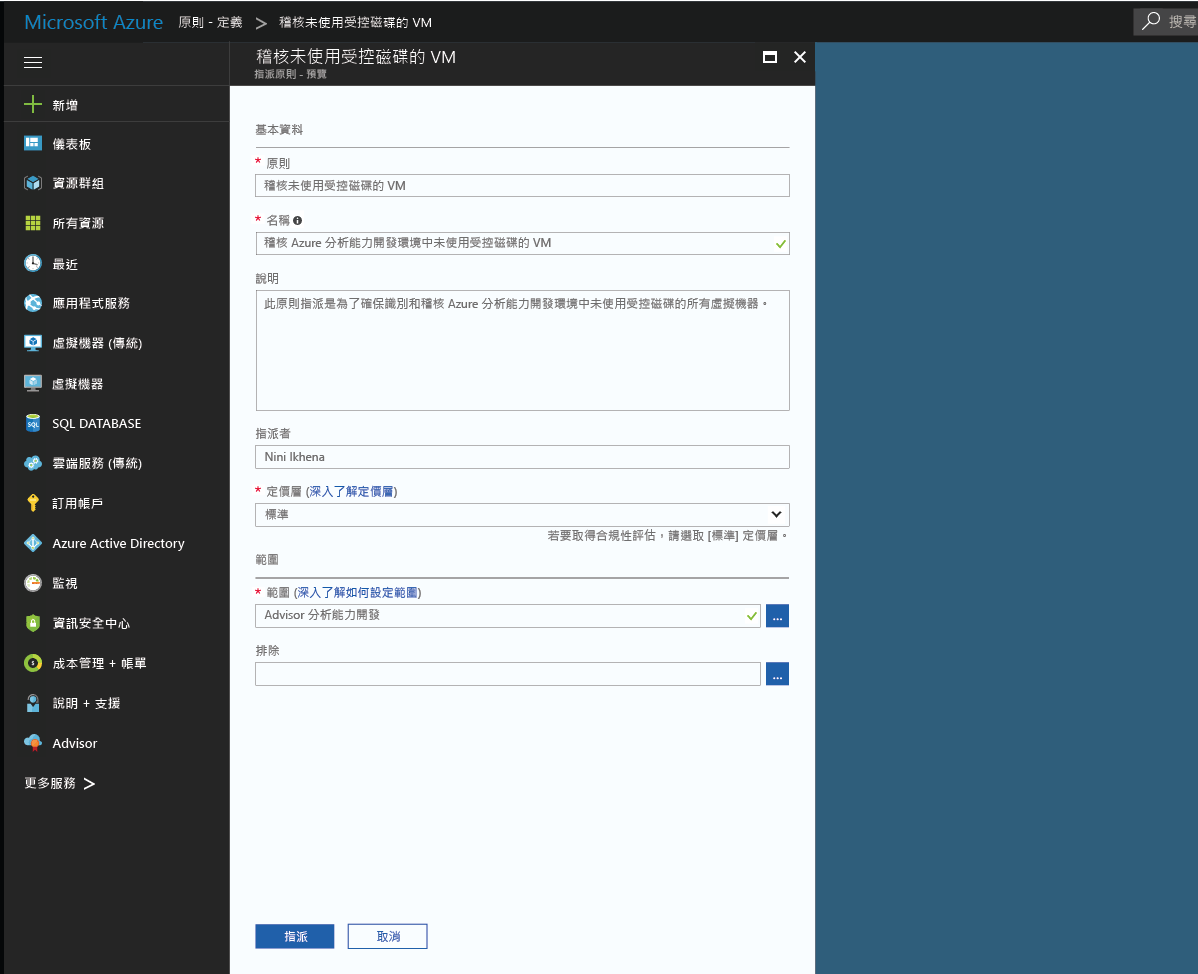 Microsoft Azure 原則 - 定義 > 稽核未使用受控磁碟的 VM
搜尋
稽核未使用受控磁碟的 VM
指派原則 - 預覽
新增
儀表板
資源群組
所有資源
最近
應用程式服務
虛擬機器 (傳統)
虛擬機器
SQL DATABASE
雲端服務 (傳統)
訂用帳戶
Azure Active Directory
監視
資訊安全中心
成本管理 + 帳單
說明 + 支援
Advisor
更多服務 >
基本資料
* 原則
稽核未使用受控磁碟的 VM
* 名稱
稽核 Azure 分析能力開發環境中未使用受控磁碟的 VM
說明
此原則指派是為了確保識別和稽核 Azure 分析能力開發環境中未使用受控磁碟的所有虛擬機器。
指派者
Nini Ikhena
* 定價層 (深入了解定價層)
標準
若要取得合規性評估，請選取 [標準] 定價層。
範圍
* 範圍 (深入了解如何設定範圍)
Advisor 分析能力開發
...
排除
...
指派
取消